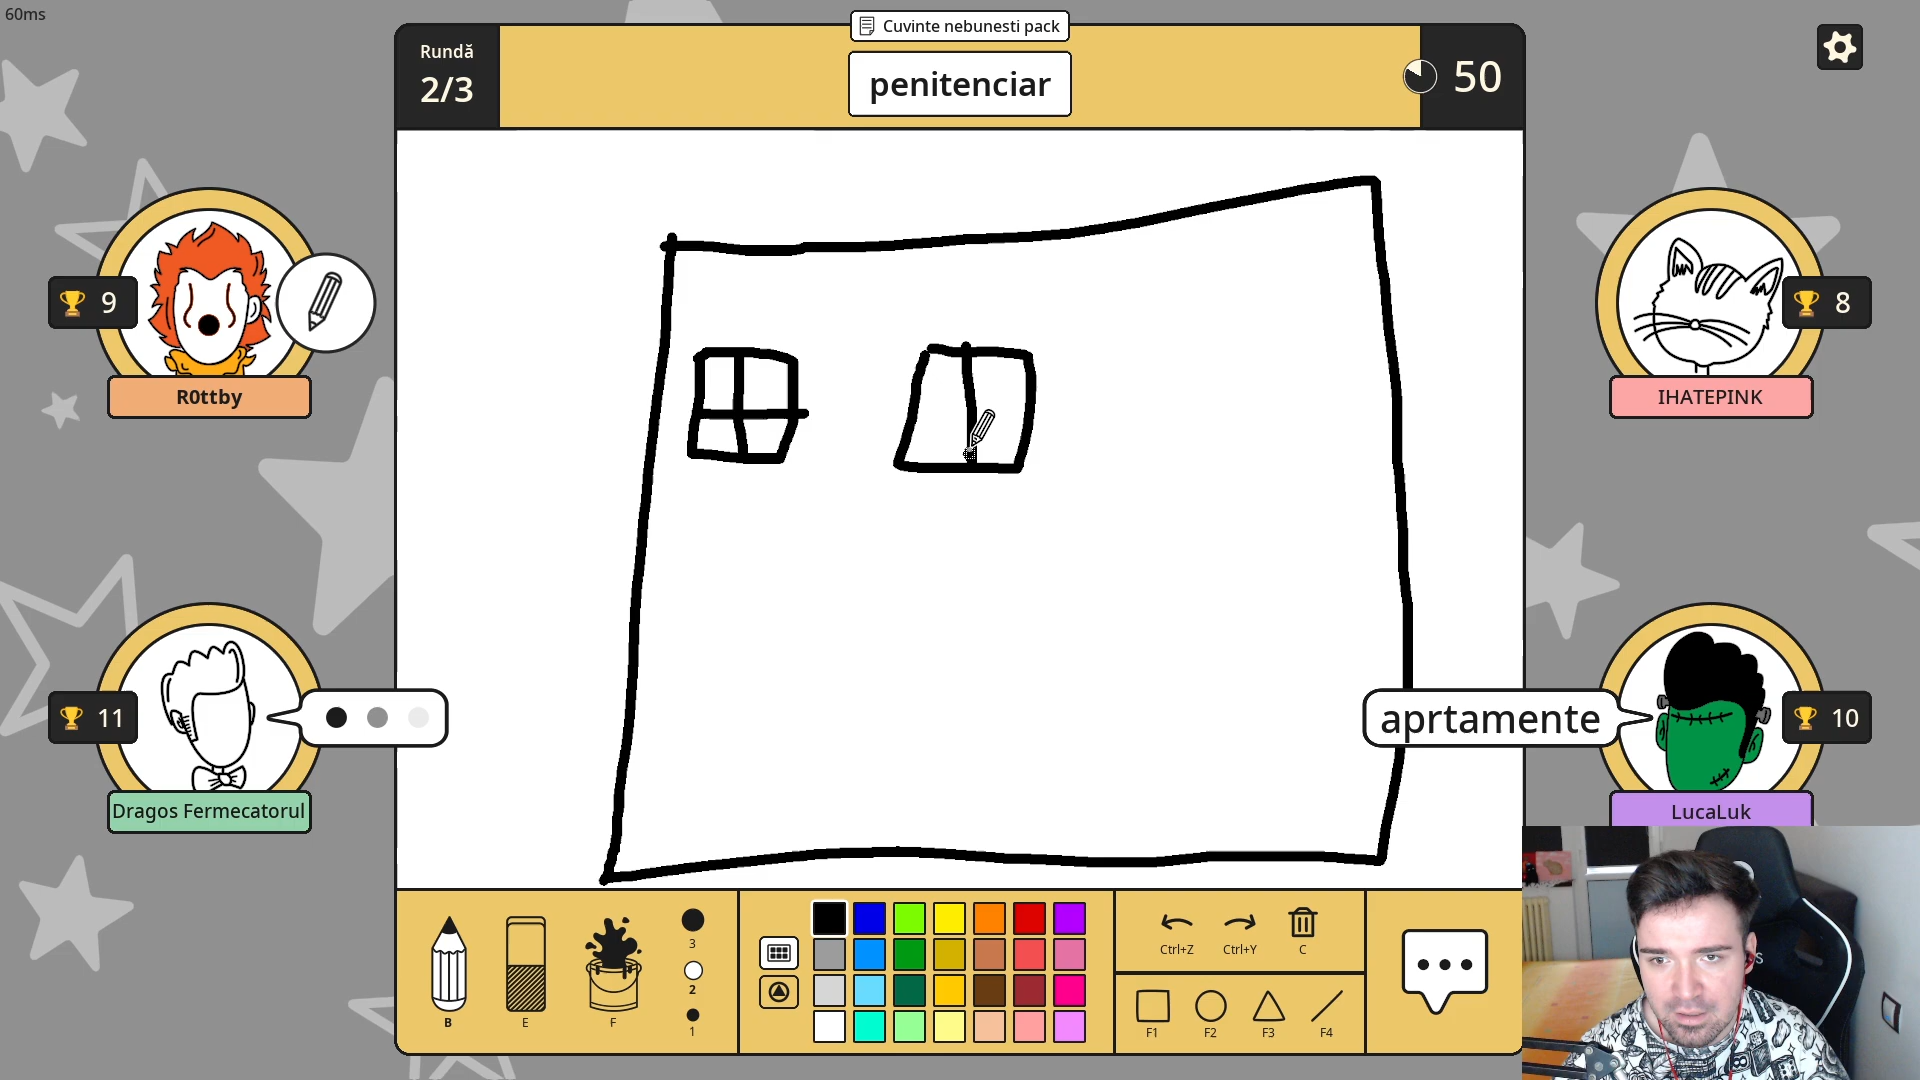 60ms
Cuvinte nebunesti pack
Rundă
2/3
penitenciar
50
9
R0ttby
8
IHATEPINK
11
Dragos Fermecatorul
aprtamente
10
LucaLuk
B
E
F
3
2
1
Ctrl+Z
Ctrl+Y
C
F1
F2
F3
F4